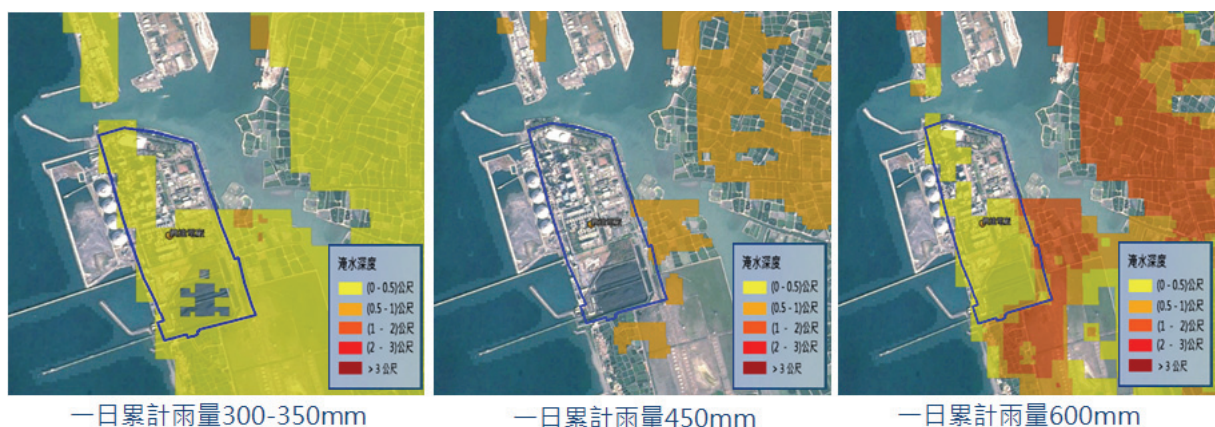 淹水深度
(0 - 0.5)公尺
(0.5 - 1)公尺
(1 - 2)公尺
(2 - 3)公尺
> 3 公尺
淹水深度
(0 - 0.5)公尺
(0.5 - 1)公尺
(1 - 2)公尺
(2 - 3)公尺
> 3 公尺
淹水深度
(0 - 0.5)公尺
(0.5 - 1)公尺
(1 - 2)公尺
(2 - 3)公尺
> 3 公尺
一日累計雨量300-350mm
一日累計雨量450mm
一日累計雨量600mm